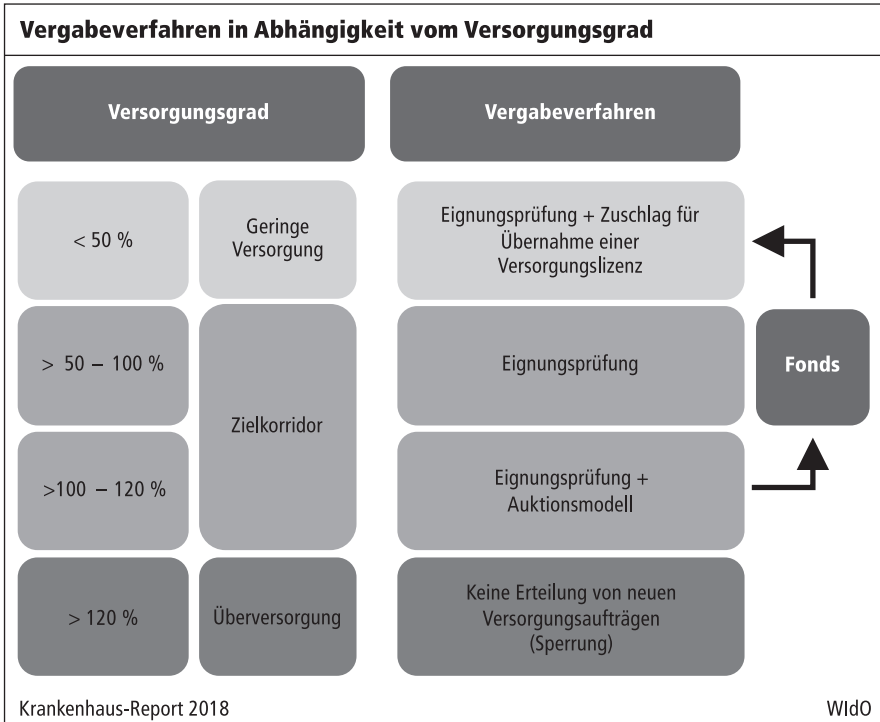 Vergabeverfahren in Abhängigkeit vom Versorgungsgrad
Versorgungsgrad
Vergabeverfahren
< 50 %
Geringe
Versorgung
Eignungsprüfung + Zuschlag für
Übernahme einer
Versorgungslizenz
> 50 – 100 %
Zielkorridor
Eignungsprüfung
Fonds
>100 – 120 %
Eignungsprüfung +
Auktionsmodell
> 120 %
Überversorgung
Keine Erteilung von neuen
Versorgungsaufträgen
(Sperrung)
Krankenhaus-Report 2018
WIdO